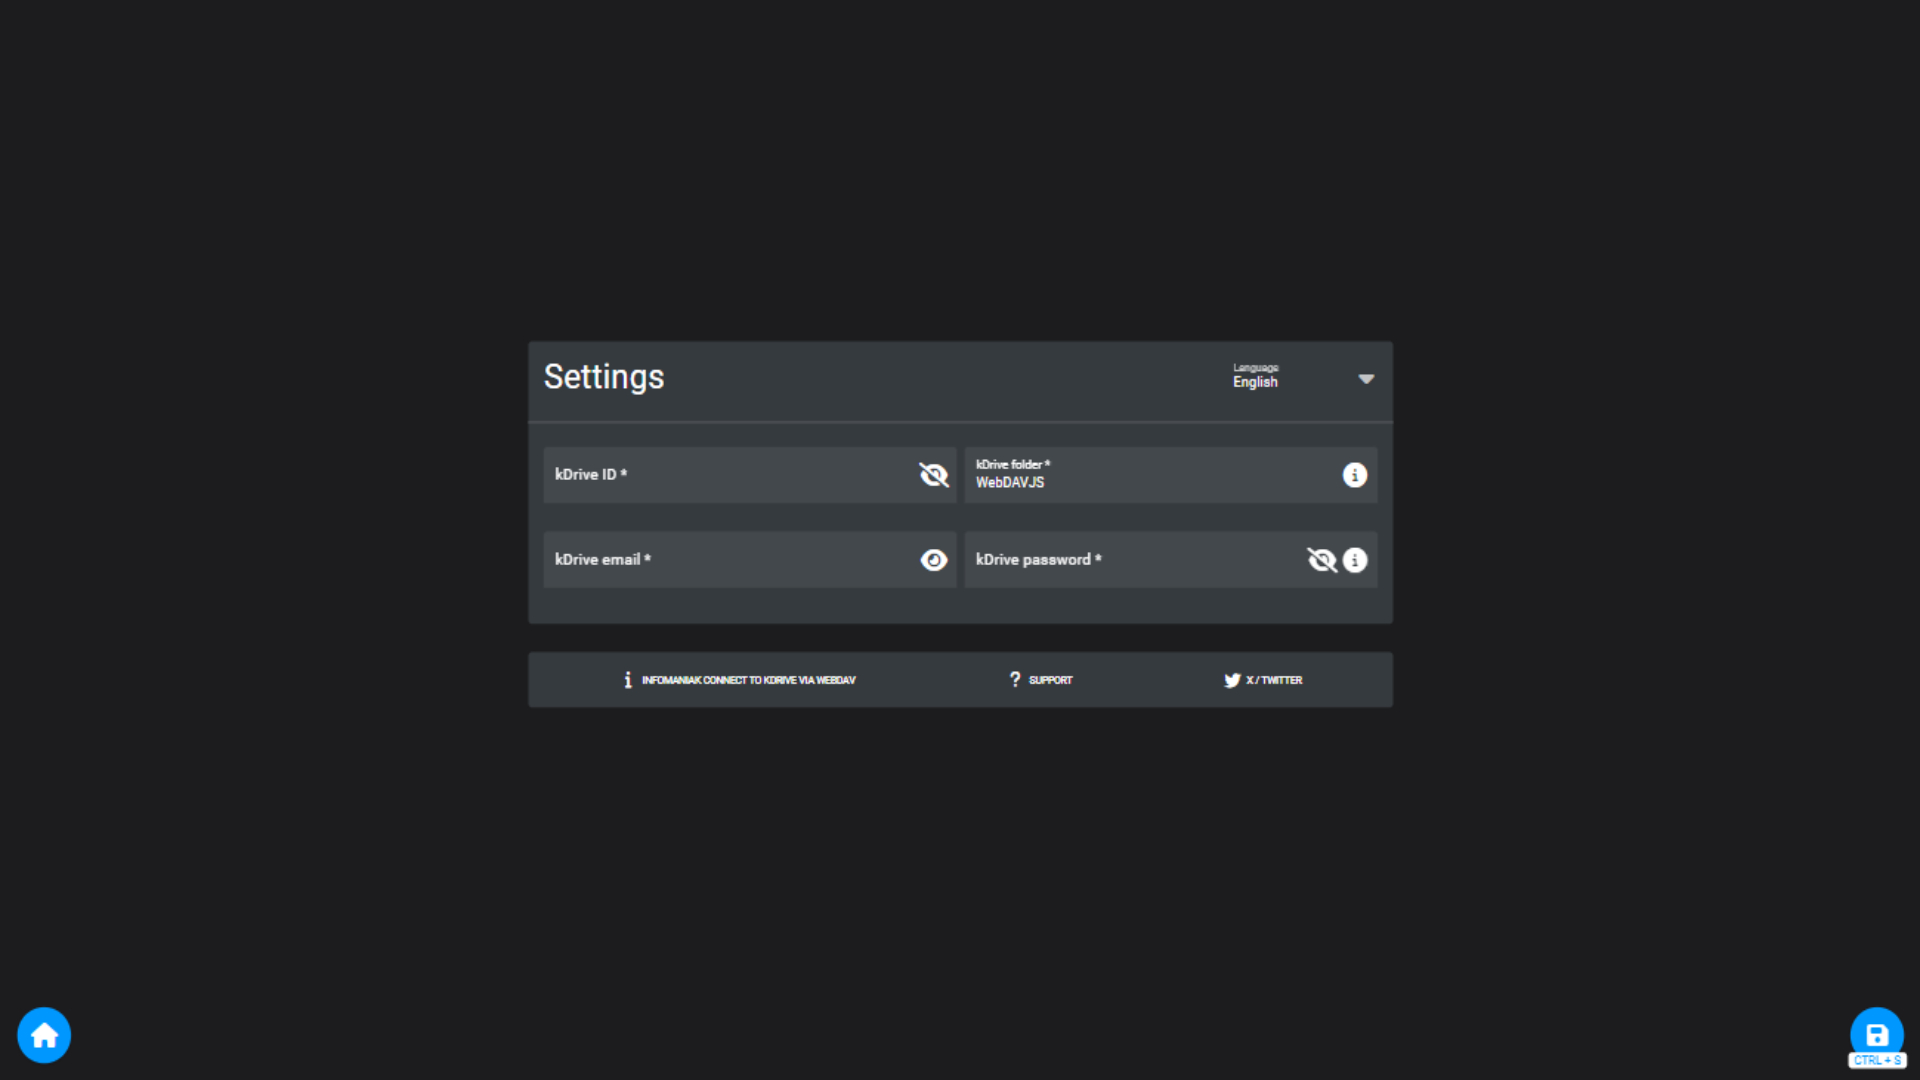 Settings
Language
English
kDrive ID *
kDrive folder *
WebDAVJS
kDrive email *
kDrive password *
INFOMANIAK CONNECT TO KDRIVE VIA WEBDAV
SUPPORT
X / TWITTER
CTRL + S